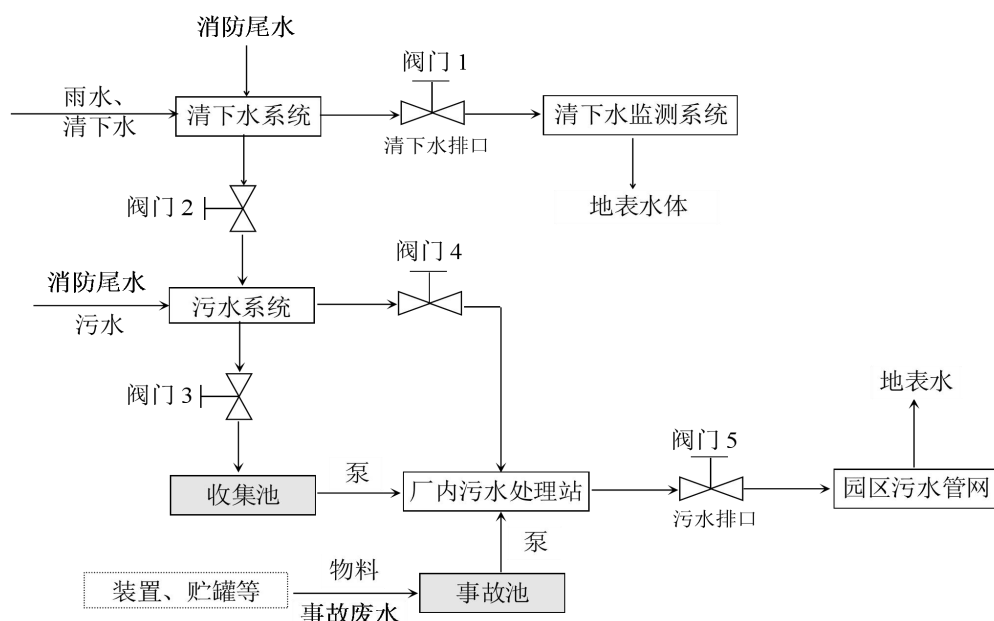 消防尾水
阀门 1
雨水、
清下水
清下水系统
清下水监测系统
清下水排口
阀门 2
地表水体
阀门 4
消防尾水
污水系统
污水
阀门 3
地表水
阀门 5
泵
收集池
厂内污水处理站
园区污水管网
污水排口
泵
物料
装置、贮罐等
事故池
事故废水